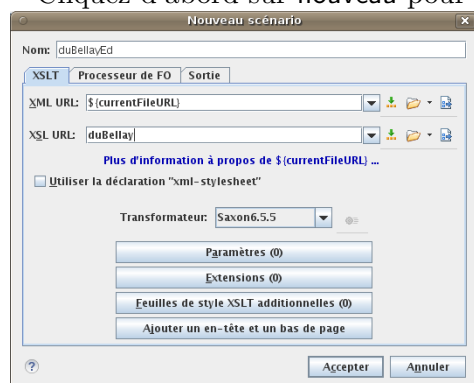 Cliquez d'abord sur nouveau pour
Nouveau scénario
Nom: duBellayEd
XSLT Processeur de FO Sortie
XML URL: ${currentFileURL}
XSL URL: duBellay
Plus d'information à propos de ${currentFileURL} ...
Utiliser la déclaration "xml-stylesheet"
Transformateur: Saxon6.5.5
Paramètres (0)
Extensions (0)
Feuilles de style XSLT additionnelles (0)
Ajouter un en-tête et un bas de page
? Accepter Annuler